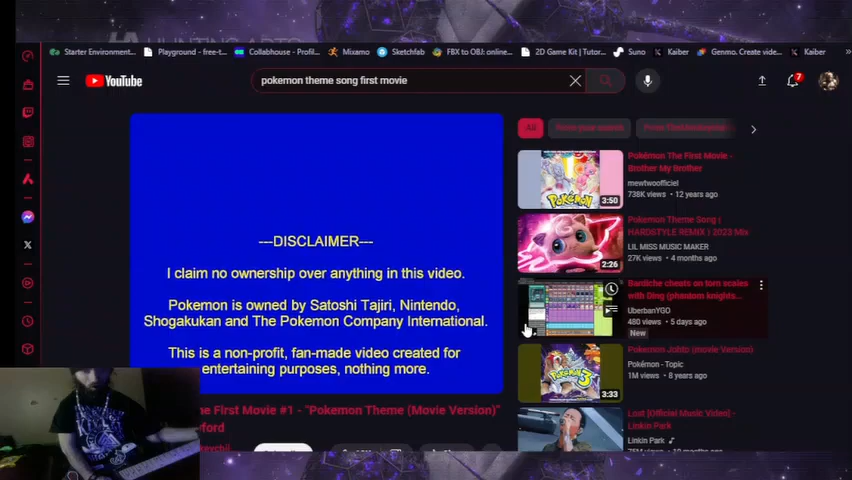 Starter Environment...
Playground - free-t...
Collabhouse - Profil...
Mixamo
Sketchfab
FBX to OBJ: online...
2D Game Kit | Tutor...
Suno
Kaiber
Genmo. Create vide...
Kaiber
YouTube
pokemon theme song first movie
7
---DISCLAIMER---
I claim no ownership over anything in this video.
Pokemon is owned by Satoshi Tajiri, Nintendo,
Shogakukan and The Pokemon Company International.
This is a non-profit, fan-made video created for
entertaining purposes, nothing more.
he First Movie #1 - "Pokemon Theme (Movie Version)"
ford
All
From your search
Pokémon The First Movie -
Brother My Brother
mewtwoofficiel
738K views • 12 years ago
3:50
Pokemon Theme Song (
HARDSTYLE REMIX ) 2023 Mix
LIL MISS MUSIC MAKER
27K views • 4 months ago
2:26
Bardiche cheats on torn scales
with Ding (phantom knights...
UberbanYGO
480 views • 5 days ago
New
Pokemon Johto (movie Version)
Pokémon - Topic
1M views • 8 years ago
3:33
Lost [Official Music Video] -
Linkin Park
Linkin Park